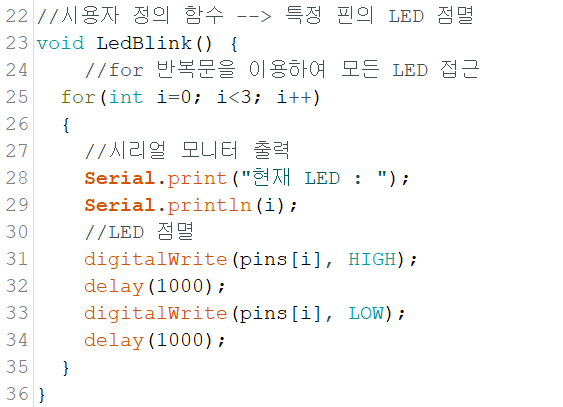 22 //사용자 정의 함수 --> 특정 핀의 LED 점멸
23 void LedBlink() {
24     //for 반복문을 이용하여 모든 LED 접근
25   for(int i=0; i<3; i++)
26   {
27     //시리얼 모니터 출력
28     Serial.print("현재 LED : ");
29     Serial.println(i);
30     //LED 점멸
31     digitalWrite(pins[i], HIGH);
32     delay(1000);
33     digitalWrite(pins[i], LOW);
34     delay(1000);
35   }
36 }